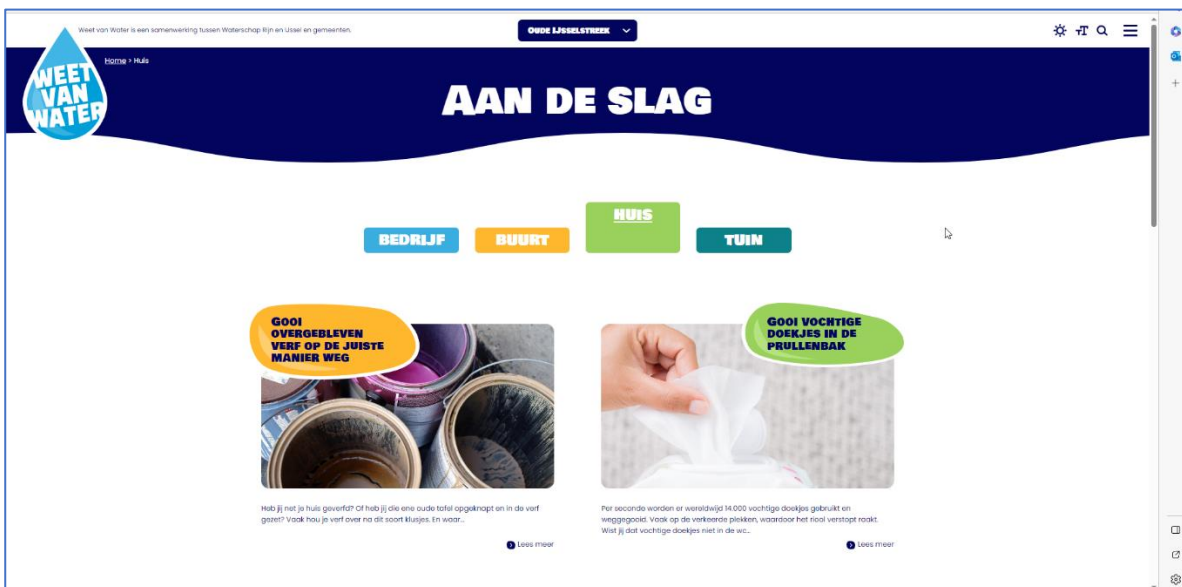 Weet van Water is een samenwerking tussen Waterschap Rijn en IJssel en gemeenten.
Oude IJsselstreek
WEET
VAN
WATER
Home > Huis
Aan de slag
BEDRIJF
BUURT
HUIS
TUIN
Gooi
overgebleven
verf op de juiste
manier weg
Gooi vochtige
doekjes in de
prullenbak
Heb jij net je huis geverfd? Of heb jij die ene oude tafel opgeknapt en in de verf
gezet? Vaak hou je verf over na dit soort klusjes. En waar...
Lees meer
Per seconde worden er wereldwijd 14.000 vochtige doekjes gebruikt en
weggegooid. Vaak op de verkeerde plekken, waardoor het riool verstopt raakt.
Wist jij dat vochtige doekjes niet in de wc...
Lees meer